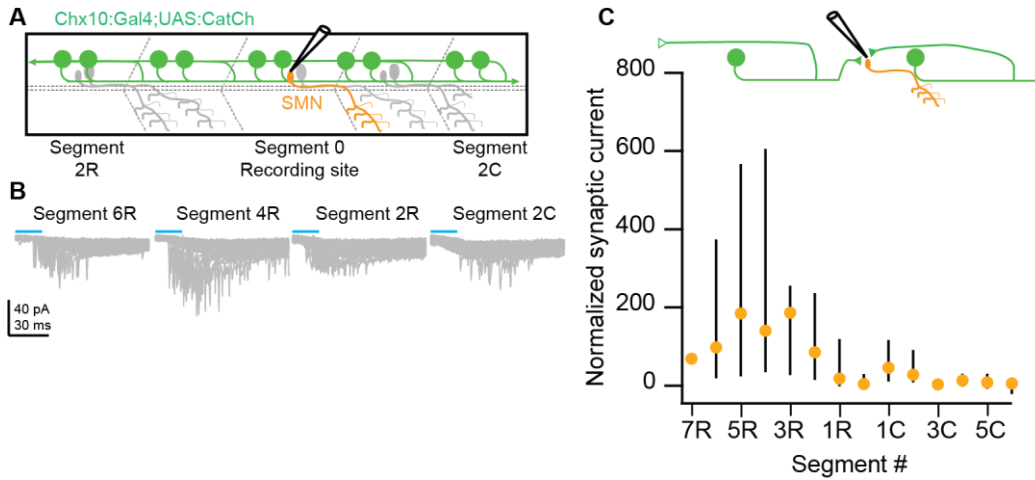 A
Chx10:Gal4;UAS:CatCh
SMN
Segment 2R
Segment 0 Recording site
Segment 2C
B
Segment 6R
Segment 4R
Segment 2R
Segment 2C
40 pA
30 ms
C
Normalized synaptic current
800
600
400
200
0
7R 5R 3R 1R 1C 3C 5C
Segment #